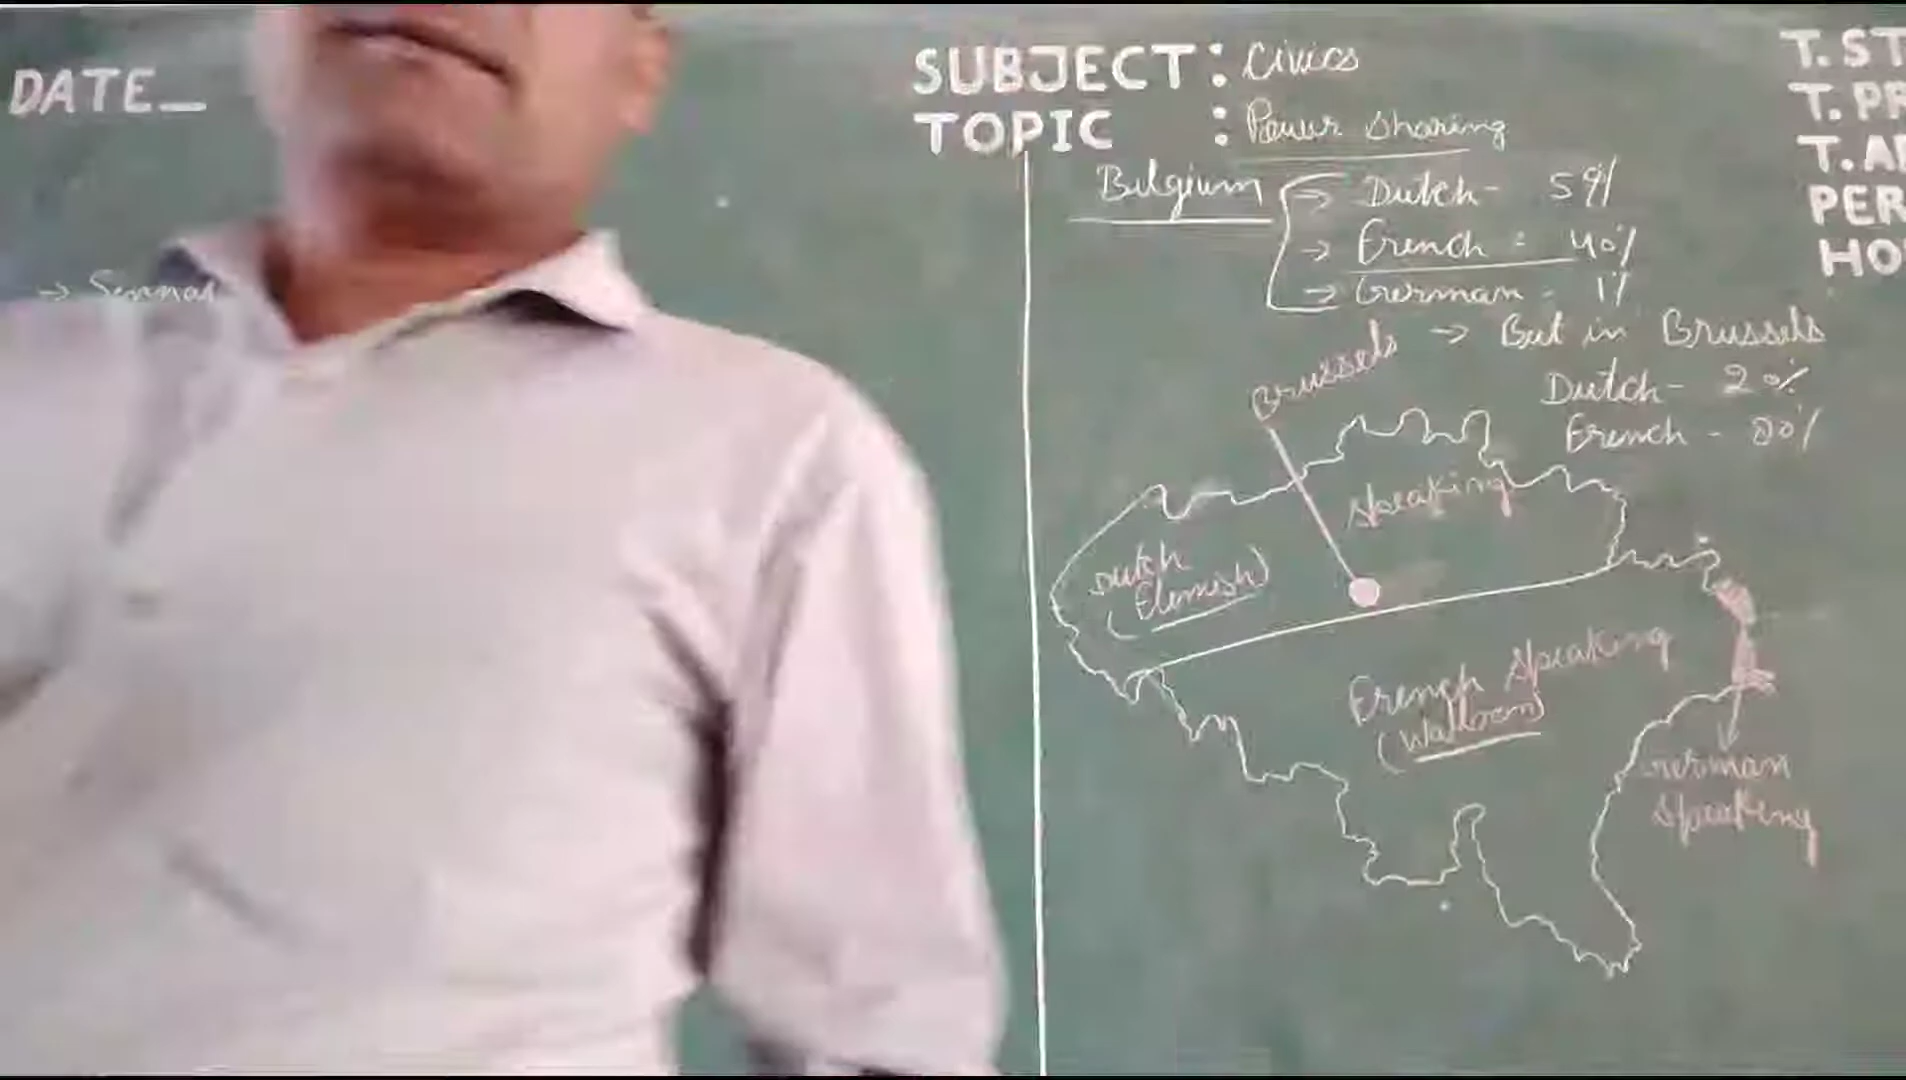 DATE_
SUBJECT : Civics
TOPIC : Power Sharing
T. ST
T. PR
T. A
PER
HO
Belgium → Dutch - 59%
→ French = 40%
→ German - 1%
→ But in Brussels
Dutch - 20%
French - 80%
Brussels
speaking
Dutch
(Flemish)
French Speaking
(Walloon)
German
Speaking